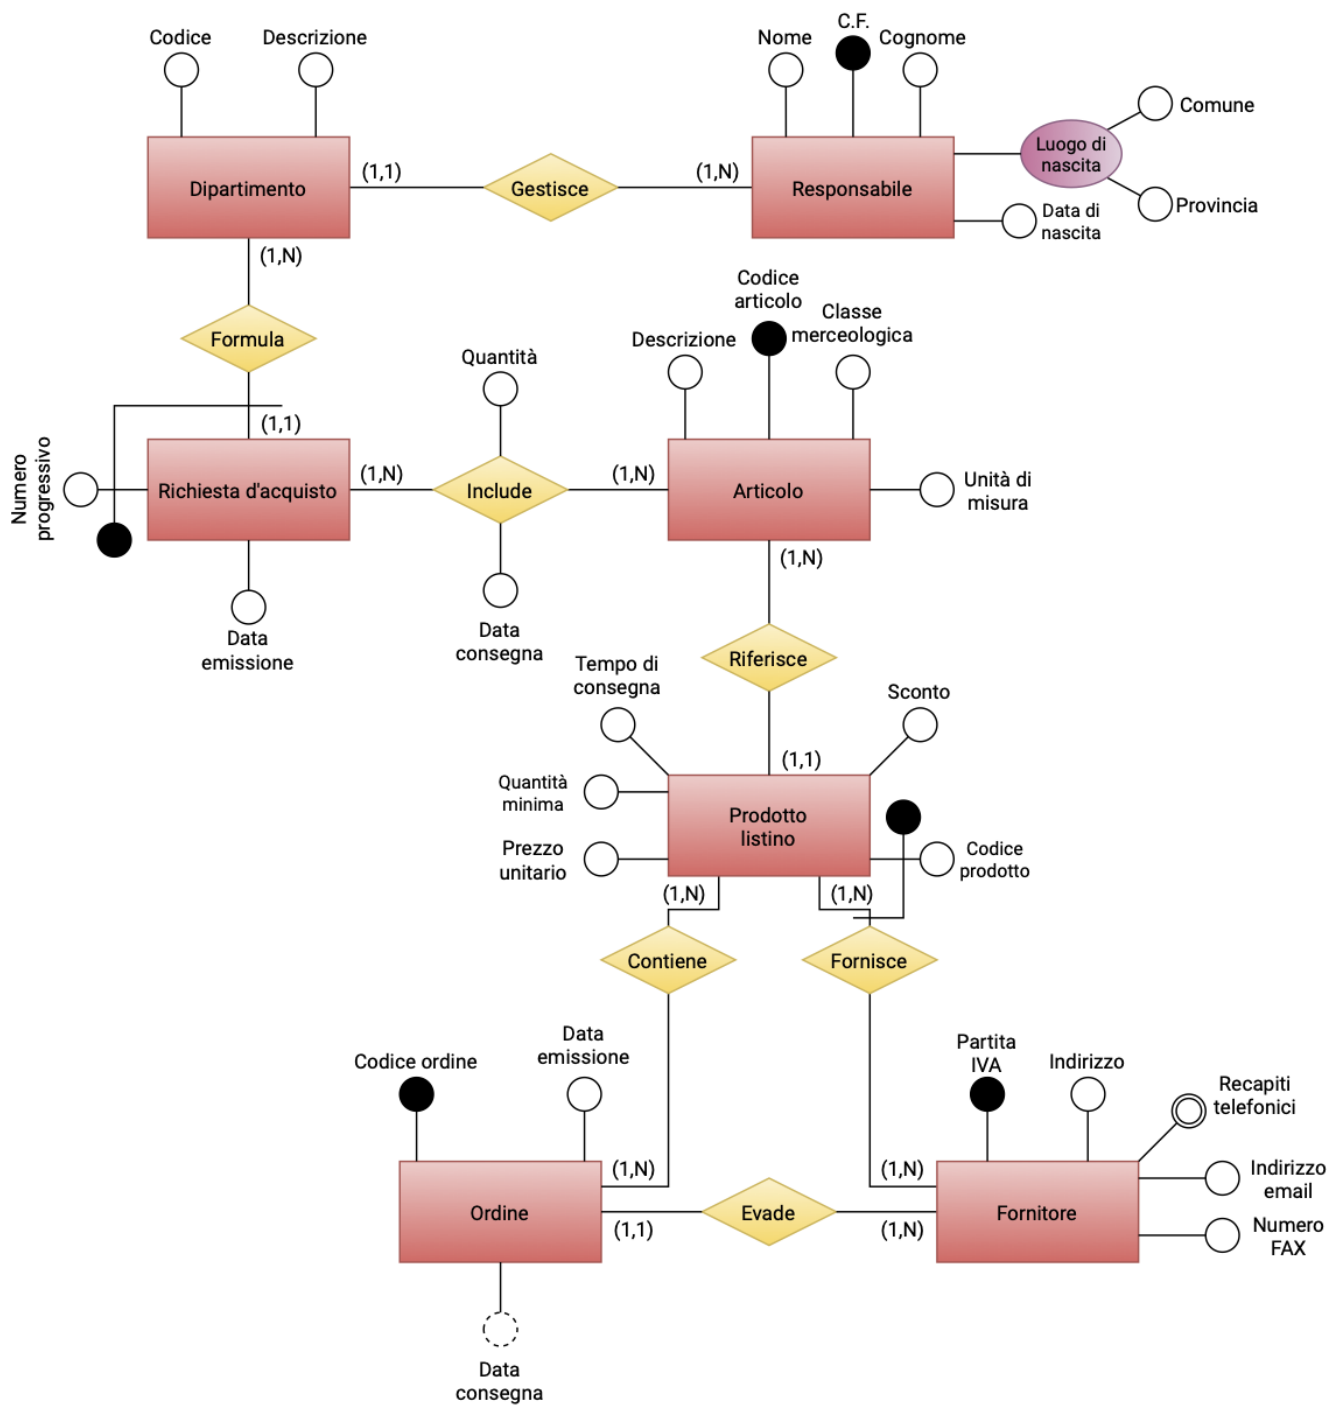 Codice
Descrizione
Nome
C.F.
Cognome
Comune
Luogo di
nascita
Provincia
Data di
nascita
Dipartimento
(1,1)
Gestisce
(1,N)
Responsabile
(1,N)
Formula
(1,1)
Codice
articolo
Descrizione
Classe
merceologica
Quantità
Numero
progressivo
Richiesta d'acquisto
(1,N)
Include
(1,N)
Articolo
Unità di
misura
Data
emissione
Data
consegna
(1,N)
Riferisce
(1,1)
Tempo di
consegna
Sconto
Quantità
minima
Prezzo
unitario
Prodotto
listino
Codice
prodotto
(1,N)
(1,N)
Contiene
Fornisce
Codice ordine
Data
emissione
Partita
IVA
Indirizzo
Recapiti
telefonici
(1,N)
(1,N)
Ordine
(1,1)
Evade
(1,N)
Fornitore
Indirizzo
email
Numero
FAX
Data
consegna